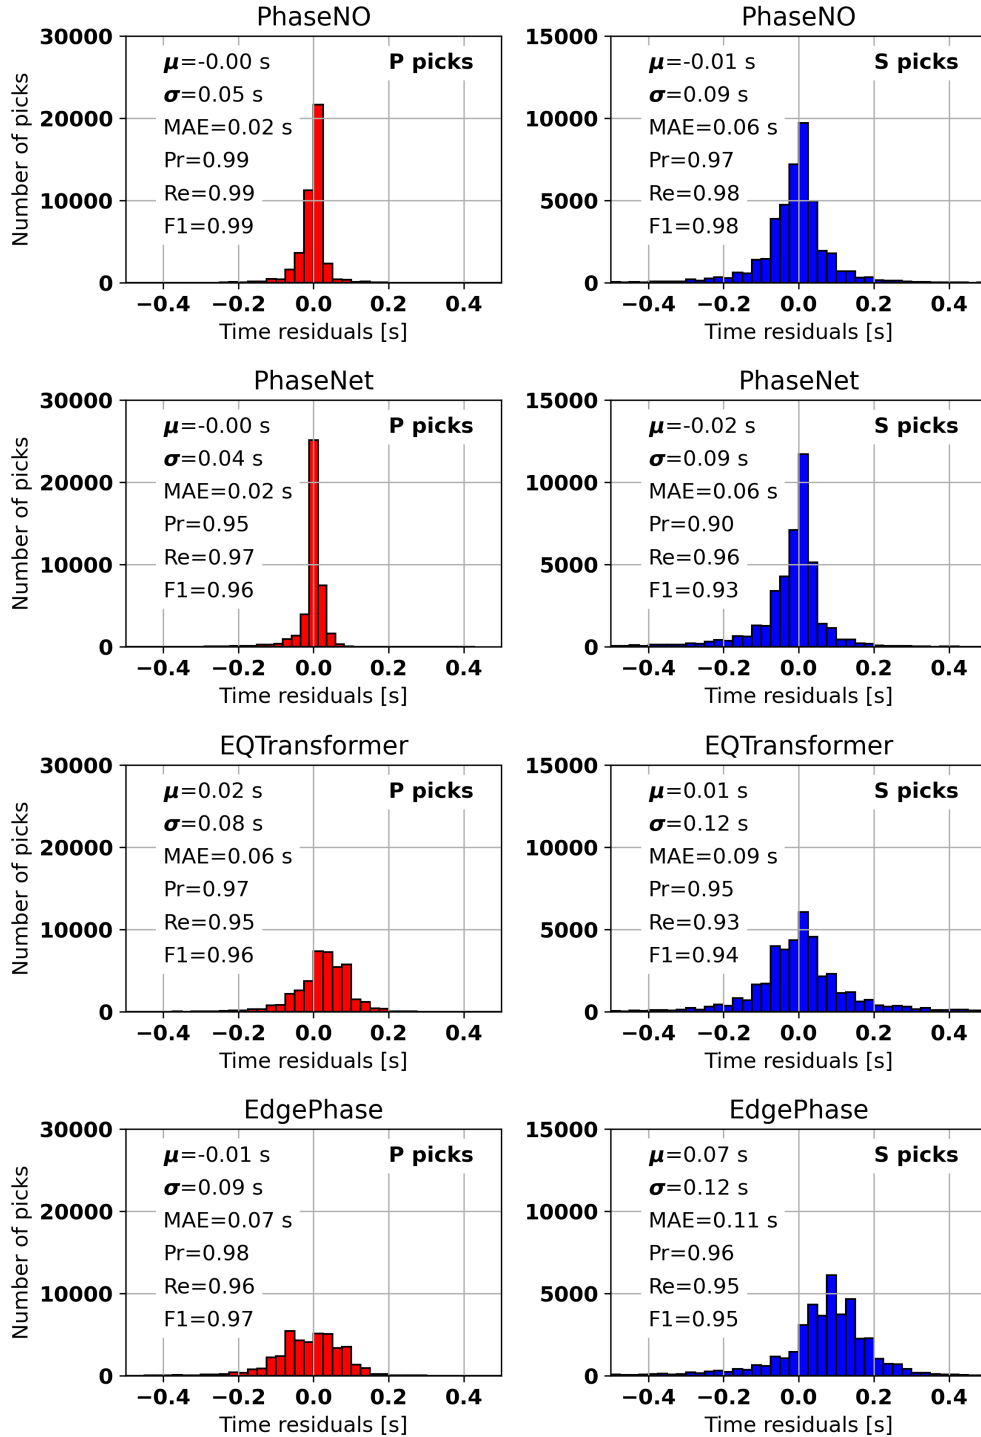 PhaseNO
30000
20000
10000
0
Number of picks
μ=-0.00 s
σ=0.05 s
MAE=0.02 s
Pr=0.99
Re=0.99
F1=0.99
P picks
−0.4 −0.2 0.0 0.2 0.4
Time residuals [s]
PhaseNO
15000
10000
5000
0
μ=-0.01 s
σ=0.09 s
MAE=0.06 s
Pr=0.97
Re=0.98
F1=0.98
S picks
−0.4 −0.2 0.0 0.2 0.4
Time residuals [s]
PhaseNet
30000
20000
10000
0
Number of picks
μ=-0.00 s
σ=0.04 s
MAE=0.02 s
Pr=0.95
Re=0.97
F1=0.96
P picks
−0.4 −0.2 0.0 0.2 0.4
Time residuals [s]
PhaseNet
15000
10000
5000
0
μ=-0.02 s
σ=0.09 s
MAE=0.06 s
Pr=0.90
Re=0.96
F1=0.93
S picks
−0.4 −0.2 0.0 0.2 0.4
Time residuals [s]
EQTransformer
30000
20000
10000
0
Number of picks
μ=0.02 s
σ=0.08 s
MAE=0.06 s
Pr=0.97
Re=0.95
F1=0.96
P picks
−0.4 −0.2 0.0 0.2 0.4
Time residuals [s]
EQTransformer
15000
10000
5000
0
μ=0.01 s
σ=0.12 s
MAE=0.09 s
Pr=0.95
Re=0.93
F1=0.94
S picks
−0.4 −0.2 0.0 0.2 0.4
Time residuals [s]
EdgePhase
30000
20000
10000
0
Number of picks
μ=-0.01 s
σ=0.09 s
MAE=0.07 s
Pr=0.98
Re=0.96
F1=0.97
P picks
−0.4 −0.2 0.0 0.2 0.4
Time residuals [s]
EdgePhase
15000
10000
5000
0
μ=0.07 s
σ=0.12 s
MAE=0.11 s
Pr=0.96
Re=0.95
F1=0.95
S picks
−0.4 −0.2 0.0 0.2 0.4
Time residuals [s]